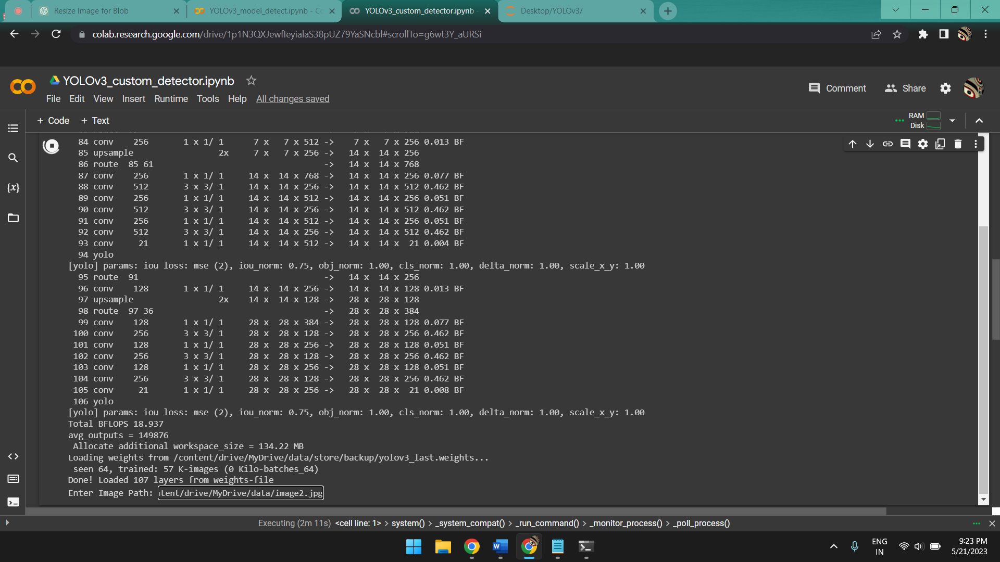 Resize Image for Blob
YOLOv3_model_detect.ipynb - Co
YOLOv3_custom_detector.ipynb -
Desktop/YOLOv3/
colab.research.google.com/drive/1p1N3QXJewfIeyialaS38pUZ79YaSNcbl#scrollTo=g6wt3Y_aURSi
YOLOv3_custom_detector.ipynb
Comment Share
File Edit View Insert Runtime Tools Help All changes saved
+ Code + Text
RAM
Disk
84 conv 256 1 x 1/ 1 7 x 7 x 512 -> 7 x 7 x 256 0.013 BF
85 upsample 2x 7 x 7 x 256 -> 14 x 14 x 256
86 route 85 61 -> 14 x 14 x 768
87 conv 256 1 x 1/ 1 14 x 14 x 768 -> 14 x 14 x 256 0.077 BF
88 conv 512 3 x 3/ 1 14 x 14 x 256 -> 14 x 14 x 512 0.462 BF
89 conv 256 1 x 1/ 1 14 x 14 x 512 -> 14 x 14 x 256 0.051 BF
90 conv 512 3 x 3/ 1 14 x 14 x 256 -> 14 x 14 x 512 0.462 BF
91 conv 256 1 x 1/ 1 14 x 14 x 512 -> 14 x 14 x 256 0.051 BF
92 conv 512 3 x 3/ 1 14 x 14 x 256 -> 14 x 14 x 512 0.462 BF
93 conv 21 1 x 1/ 1 14 x 14 x 512 -> 14 x 14 x 21 0.004 BF
94 yolo
[yolo] params: iou loss: mse (2), iou_norm: 0.75, obj_norm: 1.00, cls_norm: 1.00, delta_norm: 1.00, scale_x_y: 1.00
95 route 91 -> 14 x 14 x 256
96 conv 128 1 x 1/ 1 14 x 14 x 256 -> 14 x 14 x 128 0.013 BF
97 upsample 2x 14 x 14 x 128 -> 28 x 28 x 128
98 route 97 36 -> 28 x 28 x 384
99 conv 128 1 x 1/ 1 28 x 28 x 384 -> 28 x 28 x 128 0.077 BF
100 conv 256 3 x 3/ 1 28 x 28 x 128 -> 28 x 28 x 256 0.462 BF
101 conv 128 1 x 1/ 1 28 x 28 x 256 -> 28 x 28 x 128 0.051 BF
102 conv 256 3 x 3/ 1 28 x 28 x 128 -> 28 x 28 x 256 0.462 BF
103 conv 128 1 x 1/ 1 28 x 28 x 256 -> 28 x 28 x 128 0.051 BF
104 conv 256 3 x 3/ 1 28 x 28 x 128 -> 28 x 28 x 256 0.462 BF
105 conv 21 1 x 1/ 1 28 x 28 x 256 -> 28 x 28 x 21 0.008 BF
106 yolo
[yolo] params: iou loss: mse (2), iou_norm: 0.75, obj_norm: 1.00, cls_norm: 1.00, delta_norm: 1.00, scale_x_y: 1.00
Total BFLOPS 18.937
avg_outputs = 149876
Allocate additional workspace_size = 134.22 MB
Loading weights from /content/drive/MyDrive/data/store/backup/yolov3_last.weights...
seen 64, trained: 57 K-images (0 Kilo-batches_64)
Done! Loaded 107 layers from weights-file
Enter Image Path: tent/drive/MyDrive/data/image2.jpg
Executing (2m 11s) <cell line: 1> > system() > _system_compat() > _run_command() > _monitor_process() > _poll_process()
ENG
IN
9:23 PM
5/21/2023